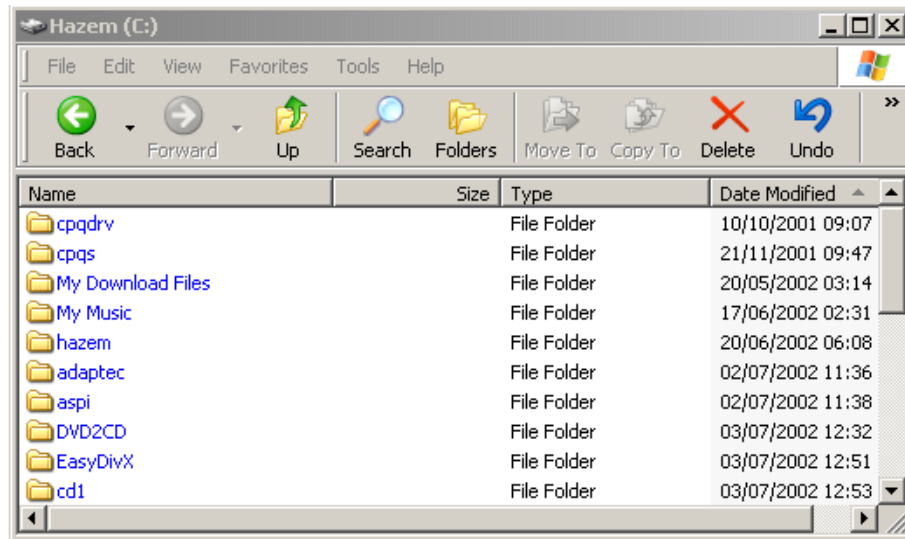 Hazem (C:)
File Edit View Favorites Tools Help
Back Forward Up Search Folders Move To Copy To Delete Undo »
Name Size Type Date Modified
cpqdrv File Folder 10/10/2001 09:07
cpqs File Folder 21/11/2001 09:47
My Download Files File Folder 20/05/2002 03:14
My Music File Folder 17/06/2002 02:31
hazem File Folder 20/06/2002 06:08
adaptec File Folder 02/07/2002 11:36
aspi File Folder 02/07/2002 11:38
DVD2CD File Folder 03/07/2002 12:32
EasyDivX File Folder 03/07/2002 12:51
cd1 File Folder 03/07/2002 12:53